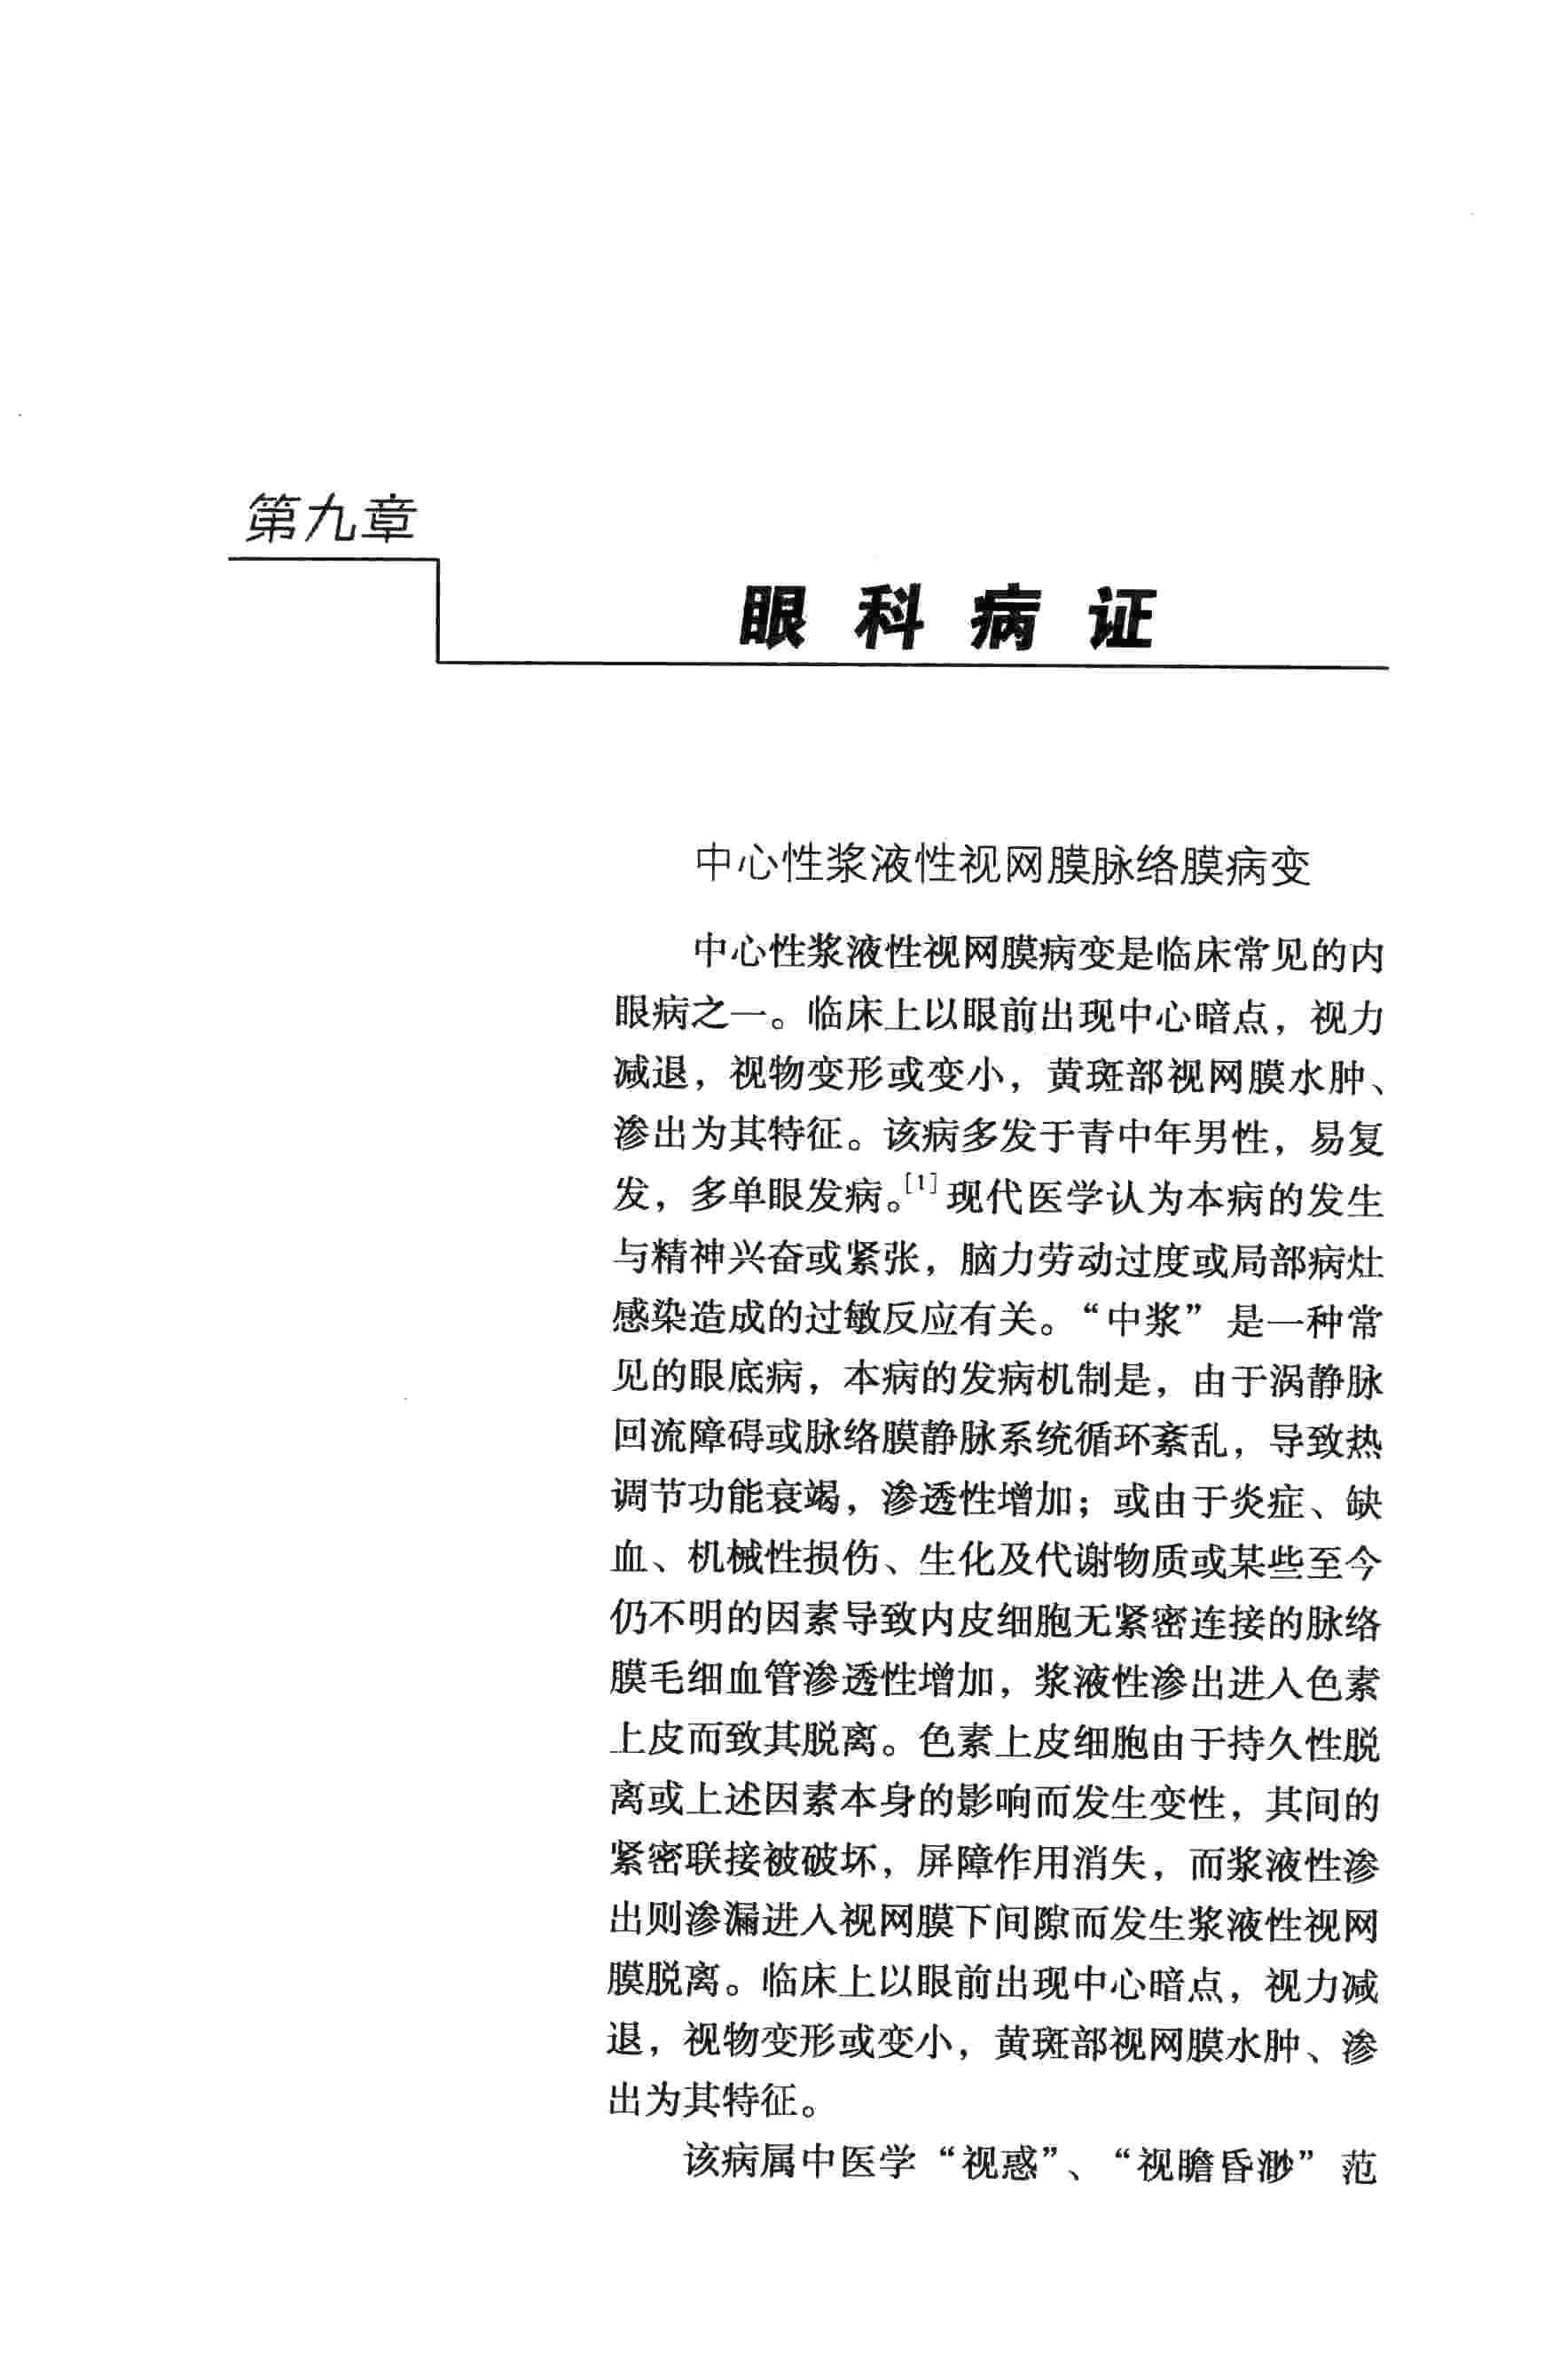 第九章
眼科病证
中心性浆液性视网膜脉络膜病变
中心性浆液性视网膜病变是临床常见的内
眼病之一。临床上以眼前出现中心暗点，视力
减退，视物变形或变小，黄斑部视网膜水肿、
渗出为其特征。该病多发于青中年男性，易复
发，多单眼发病。[1]现代医学认为本病的发生
与精神兴奋或紧张，脑力劳动过度或局部病灶
感染造成的过敏反应有关。“中浆”是一种常
见的眼底病，本病的发病机制是，由于涡静脉
回流障碍或脉络膜静脉系统循环紊乱，导致热
调节功能衰竭，渗透性增加；或由于炎症、缺
血、机械性损伤、生化及代谢物质或某些至今
仍不明的因素导致内皮细胞无紧密连接的脉络
膜毛细血管渗透性增加，浆液性渗出进入色素
上皮而致其脱离。色素上皮细胞由于持久性脱
离或上述因素本身的影响而发生变性，其间的
紧密联接被破坏，屏障作用消失，而浆液性渗
出则渗漏进入视网膜下间隙而发生浆液性视网
膜脱离。临床上以眼前出现中心暗点，视力减
退，视物变形或变小，黄斑部视网膜水肿、渗
出为其特征。
该病属中医学“视惑”、“视瞻昏渺”范